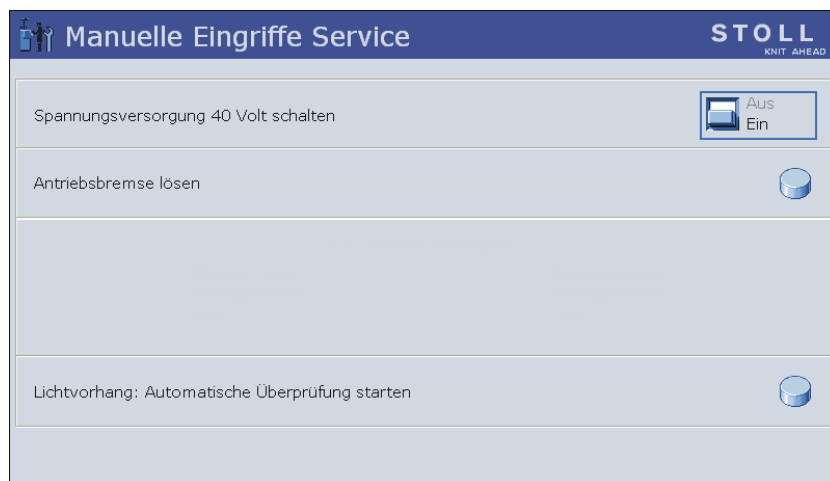 Manuelle Eingriffe Service
STOLL
KNIT AHEAD
Spannungsversorgung 40 Volt schalten
Aus
Ein
Antriebsbremse lösen
Lichtvorhang: Automatische Überprüfung starten